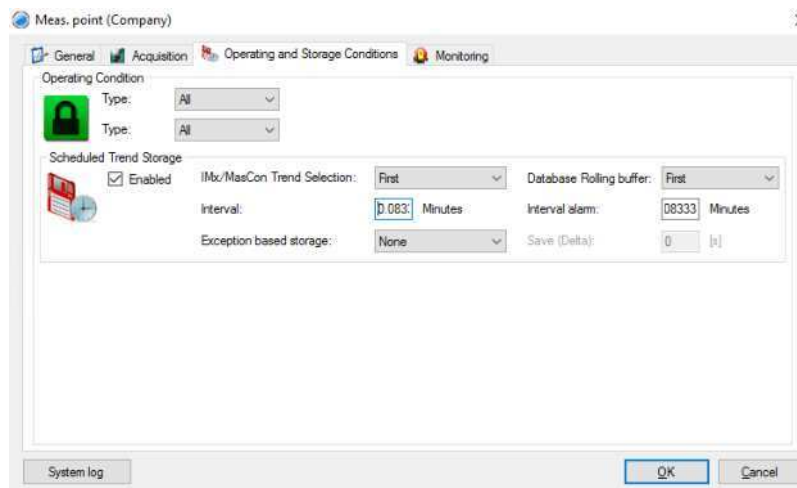 Meas. point (Company)
General Acquisition Operating and Storage Conditions Monitoring
Operating Condition
Type: All
Type: All
Scheduled Trend Storage
Enabled IMx/MasCon Trend Selection: First Database Rolling buffer: First
Interval: 0.083 Minutes Interval alarm: 08333 Minutes
Exception based storage: None Save (Delta): 0
System log OK Cancel